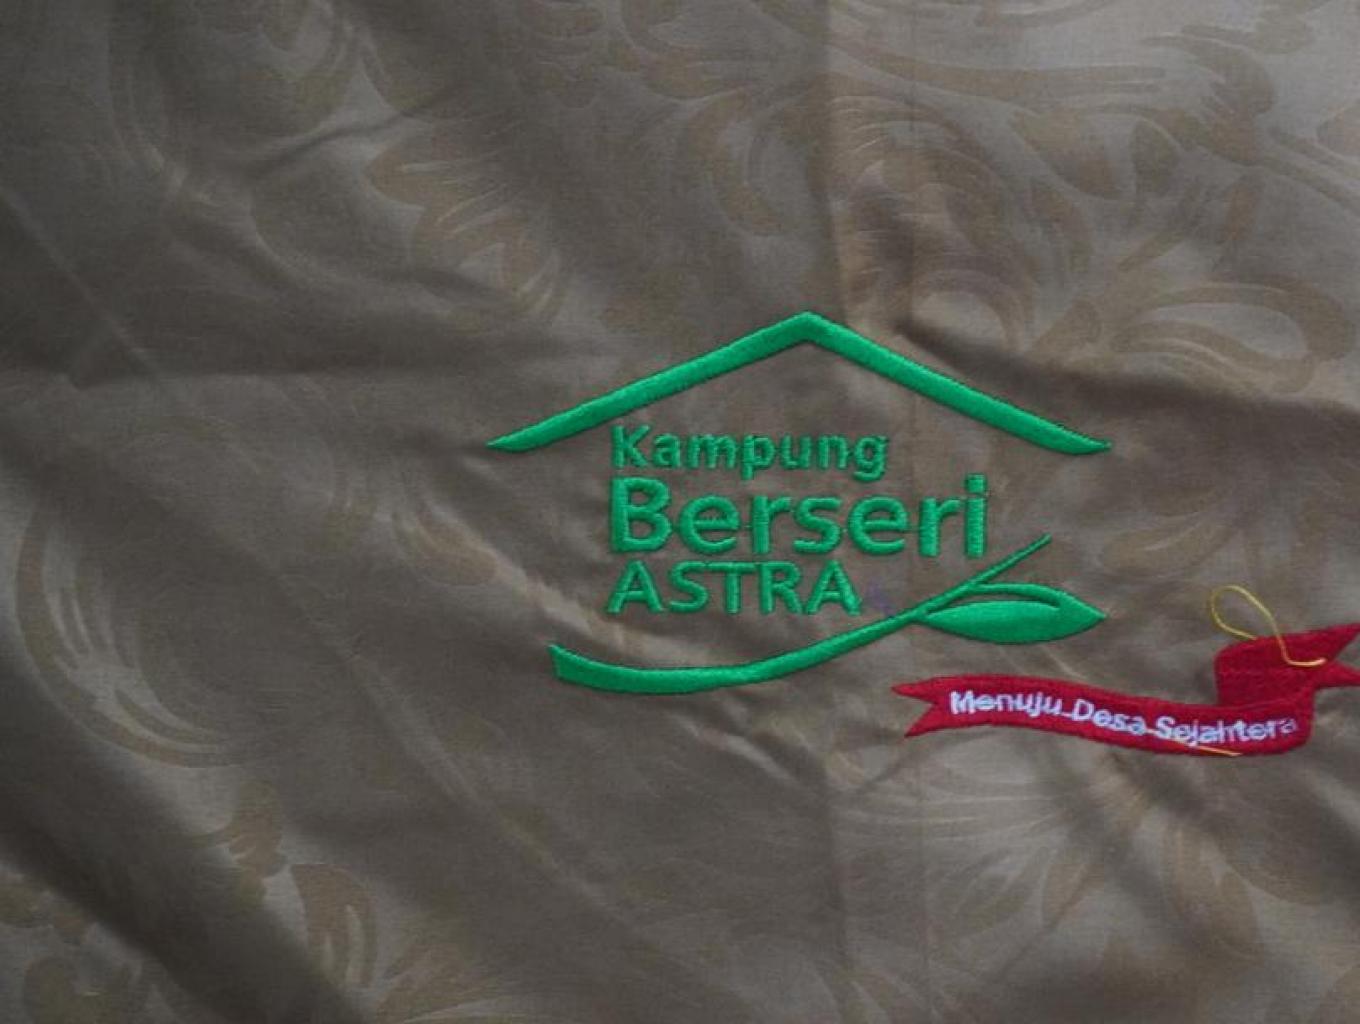 Kampung
Berseri
ASTRA
Menuju Desa Sejahtera